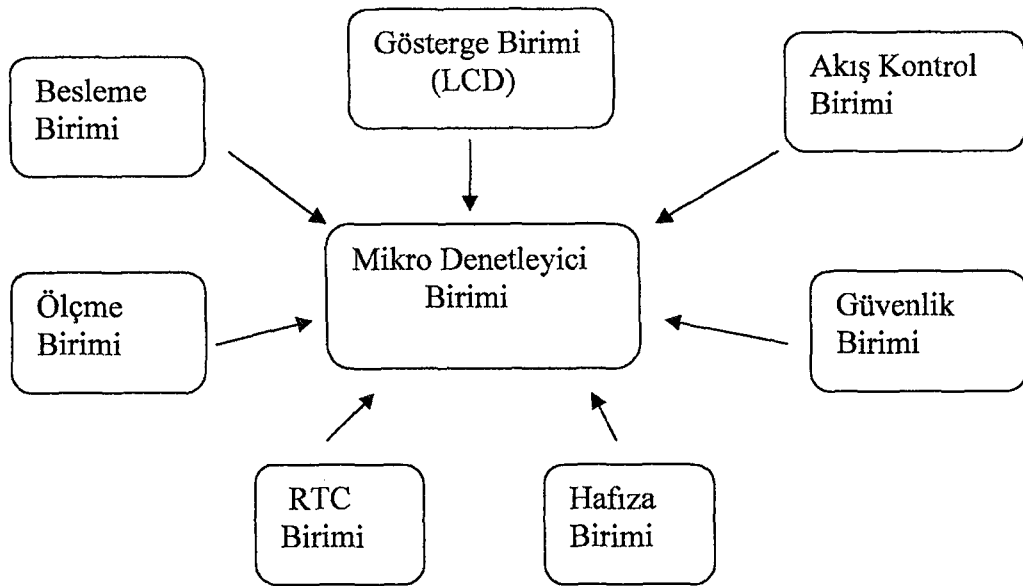 Gösterge Birimi
(LCD)
Akış Kontrol
Birimi
Besleme
Birimi
Mikro Denetleyici
Birimi
Ölçme
Birimi
Güvenlik
Birimi
RTC
Birimi
Hafıza
Birimi